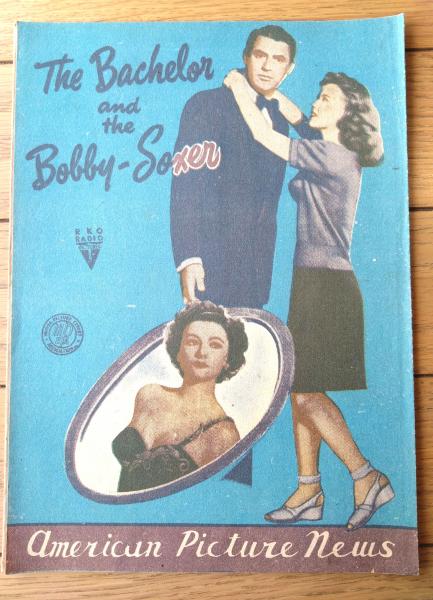 The Bachelor
and
the
Bobby-Soxer
RKO
RADIO
American Picture News